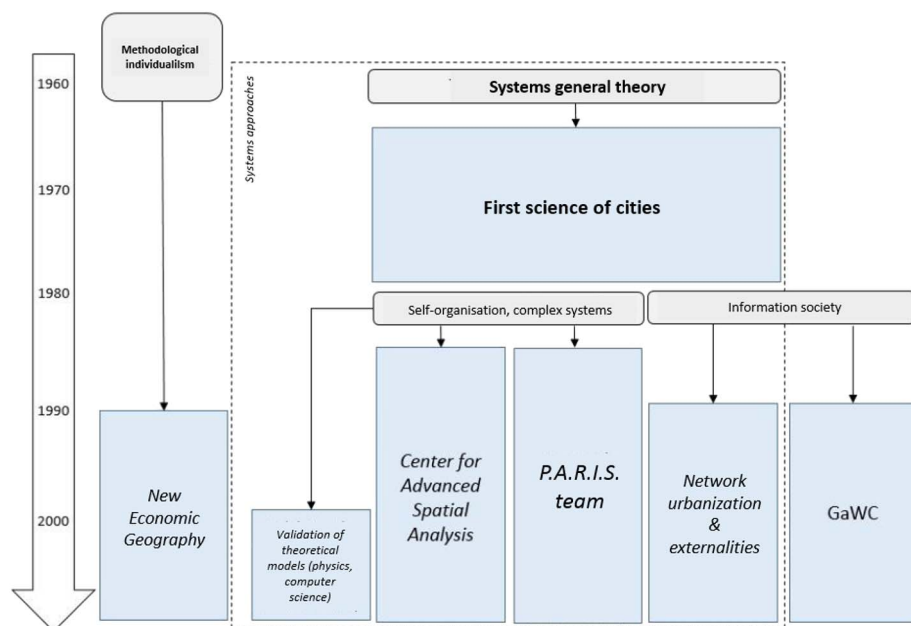 Methodological
individualilsm
1960
Systems approaches
Systems general theory
1970
First science of cities
1980
Self-organisation, complex systems
Information society
1990
New
Economic
Geography
2000
Validation of
theoretical
models (physics,
computer
science)
Center for
Advanced
Spatial
Analysis
P.A.R.I.S.
team
Network
urbanization
&
externalities
GaWC